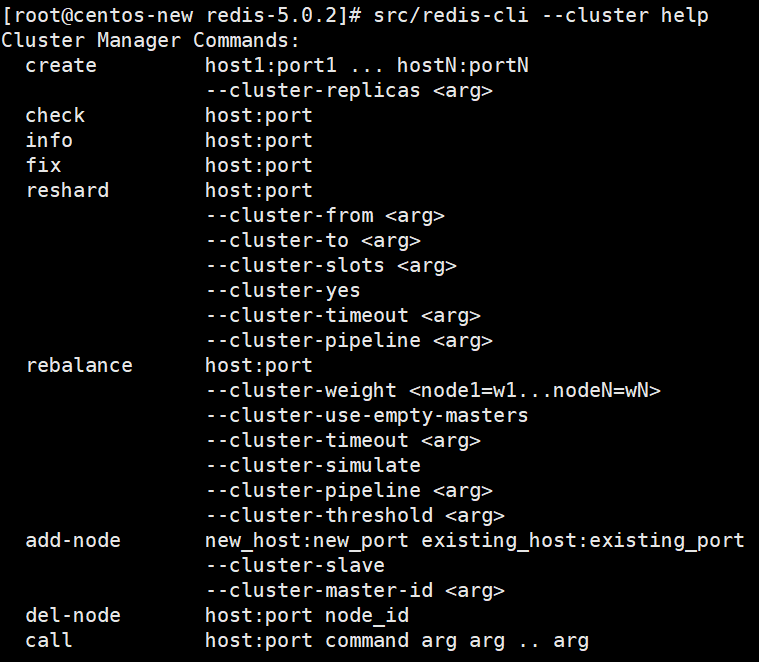 [root@centos-new redis-5.0.2]# src/redis-cli --cluster help
Cluster Manager Commands:
  create         host1:port1 ... hostN:portN
                 --cluster-replicas <arg>
  check          host:port
  info           host:port
  fix            host:port
  reshard        host:port
                 --cluster-from <arg>
                 --cluster-to <arg>
                 --cluster-slots <arg>
                 --cluster-yes
                 --cluster-timeout <arg>
                 --cluster-pipeline <arg>
  rebalance      host:port
                 --cluster-weight <node1=w1...nodeN=wN>
                 --cluster-use-empty-masters
                 --cluster-timeout <arg>
                 --cluster-simulate
                 --cluster-pipeline <arg>
                 --cluster-threshold <arg>
  add-node       new_host:new_port existing_host:existing_port
                 --cluster-slave
                 --cluster-master-id <arg>
  del-node       host:port node_id
  call           host:port command arg arg .. arg